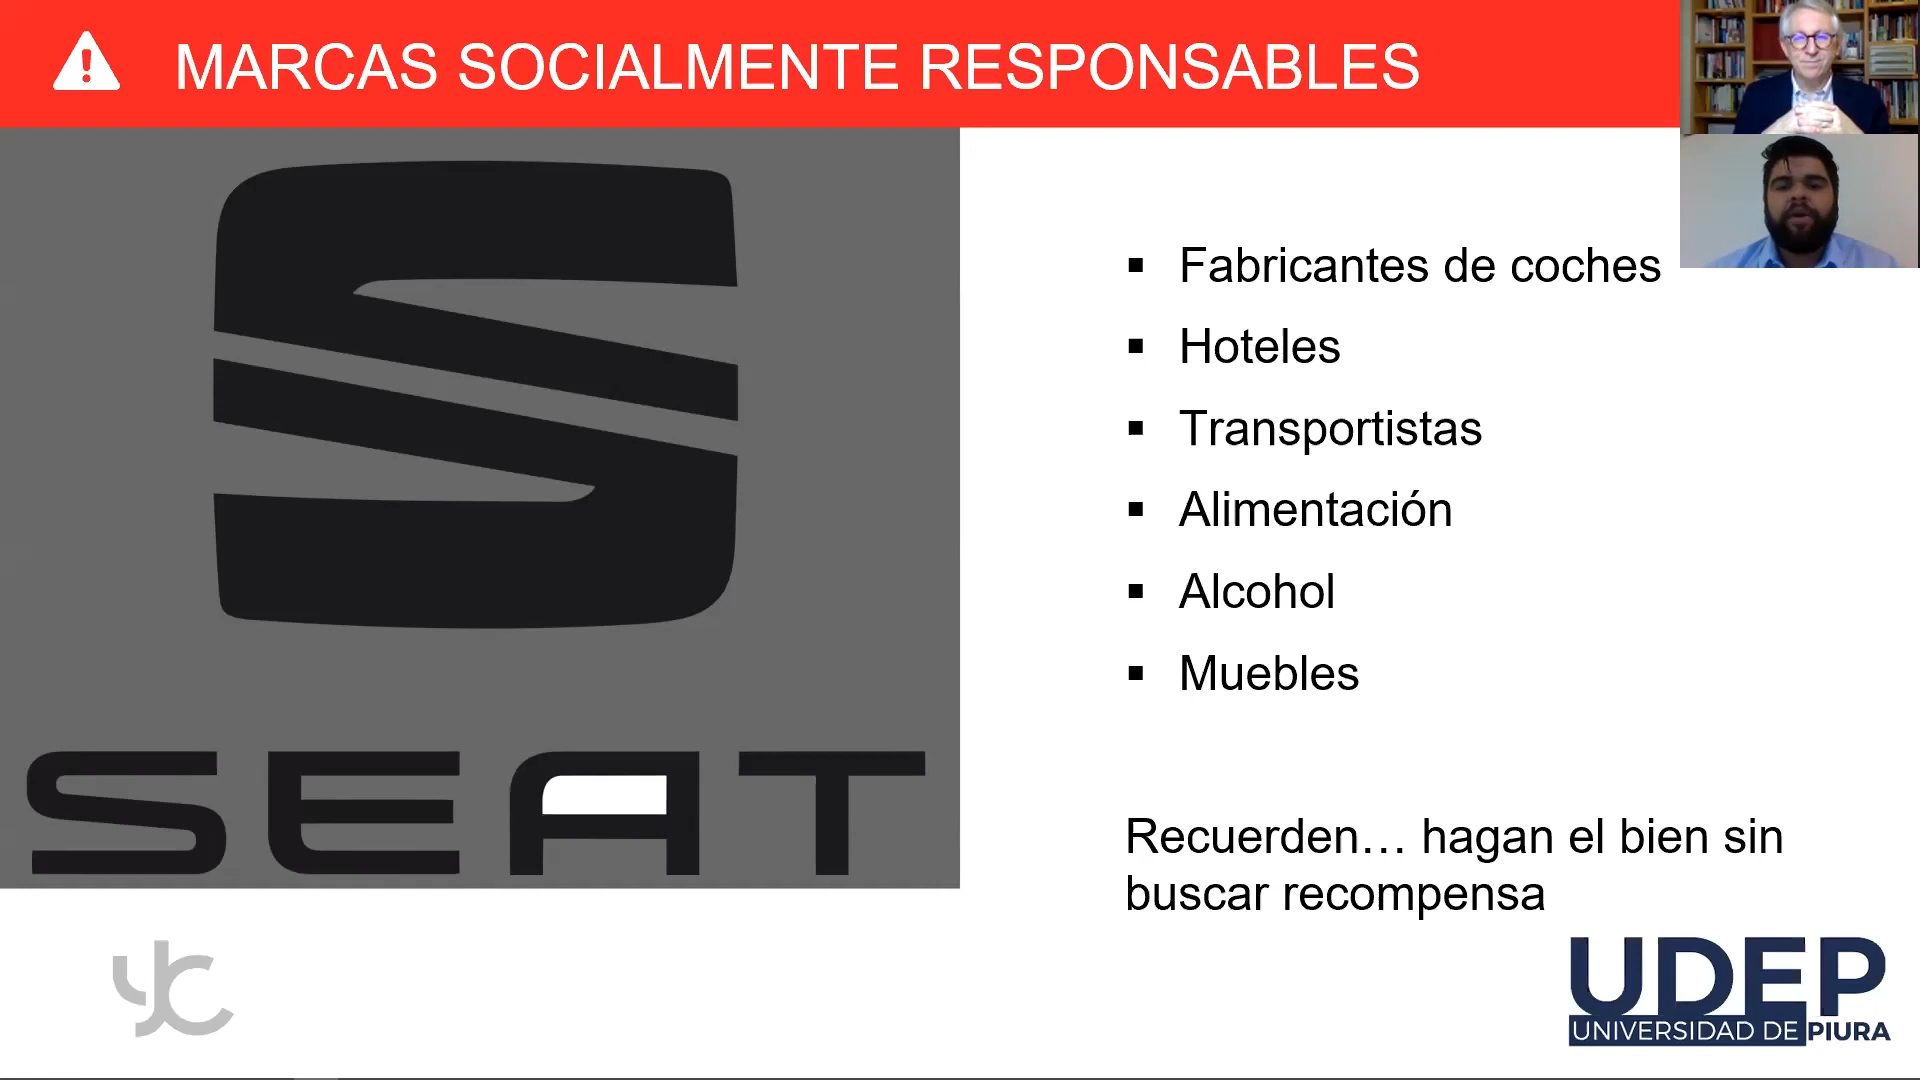 MARCAS SOCIALMENTE RESPONSABLES
SEAT
▪ Fabricantes de coches
▪ Hoteles
▪ Transportistas
▪ Alimentación
▪ Alcohol
▪ Muebles
Recuerden… hagan el bien sin
buscar recompensa
UDEP
UNIVERSIDAD DE PIURA